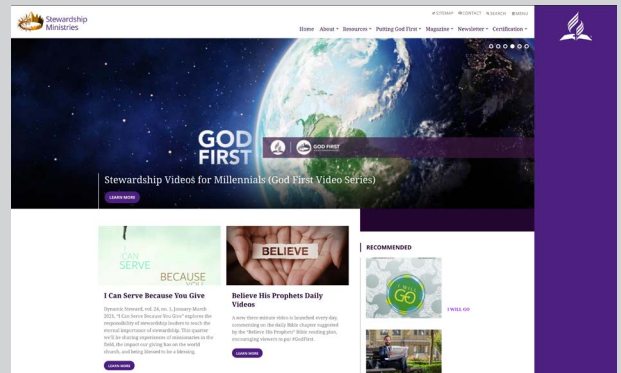 SITEMAP CONTACT SEARCH MENU
Stewardship
Ministries
Home About Resources Putting God First Magazine Newsletter Certification
GOD
FIRST
GOD FIRST
Stewardship Videos for Millennials (God First Video Series)
LEARN MORE
I CAN
SERVE
BECAUSE
YOU
BELIEVE
I Can Serve Because You Give
Dynamic Steward, vol. 24, no. 1, January-March
2021, "I Can Serve Because You Give" explores the
responsibility of stewardship leaders to teach the
eternal importance of stewardship. This quarter
we'll be sharing experiences of missionaries in the
field, the impact our giving has on the world
church, and being blessed to be a blessing.
LEARN MORE
Believe His Prophets Daily
Videos
A new three-minute video is launched every day,
commenting on the daily Bible chapter suggested
by the "Believe His Prophets" Bible reading plan,
encouraging viewers to put #GodFirst.
LEARN MORE
RECOMMENDED
I WILL
GO
I WILL GO